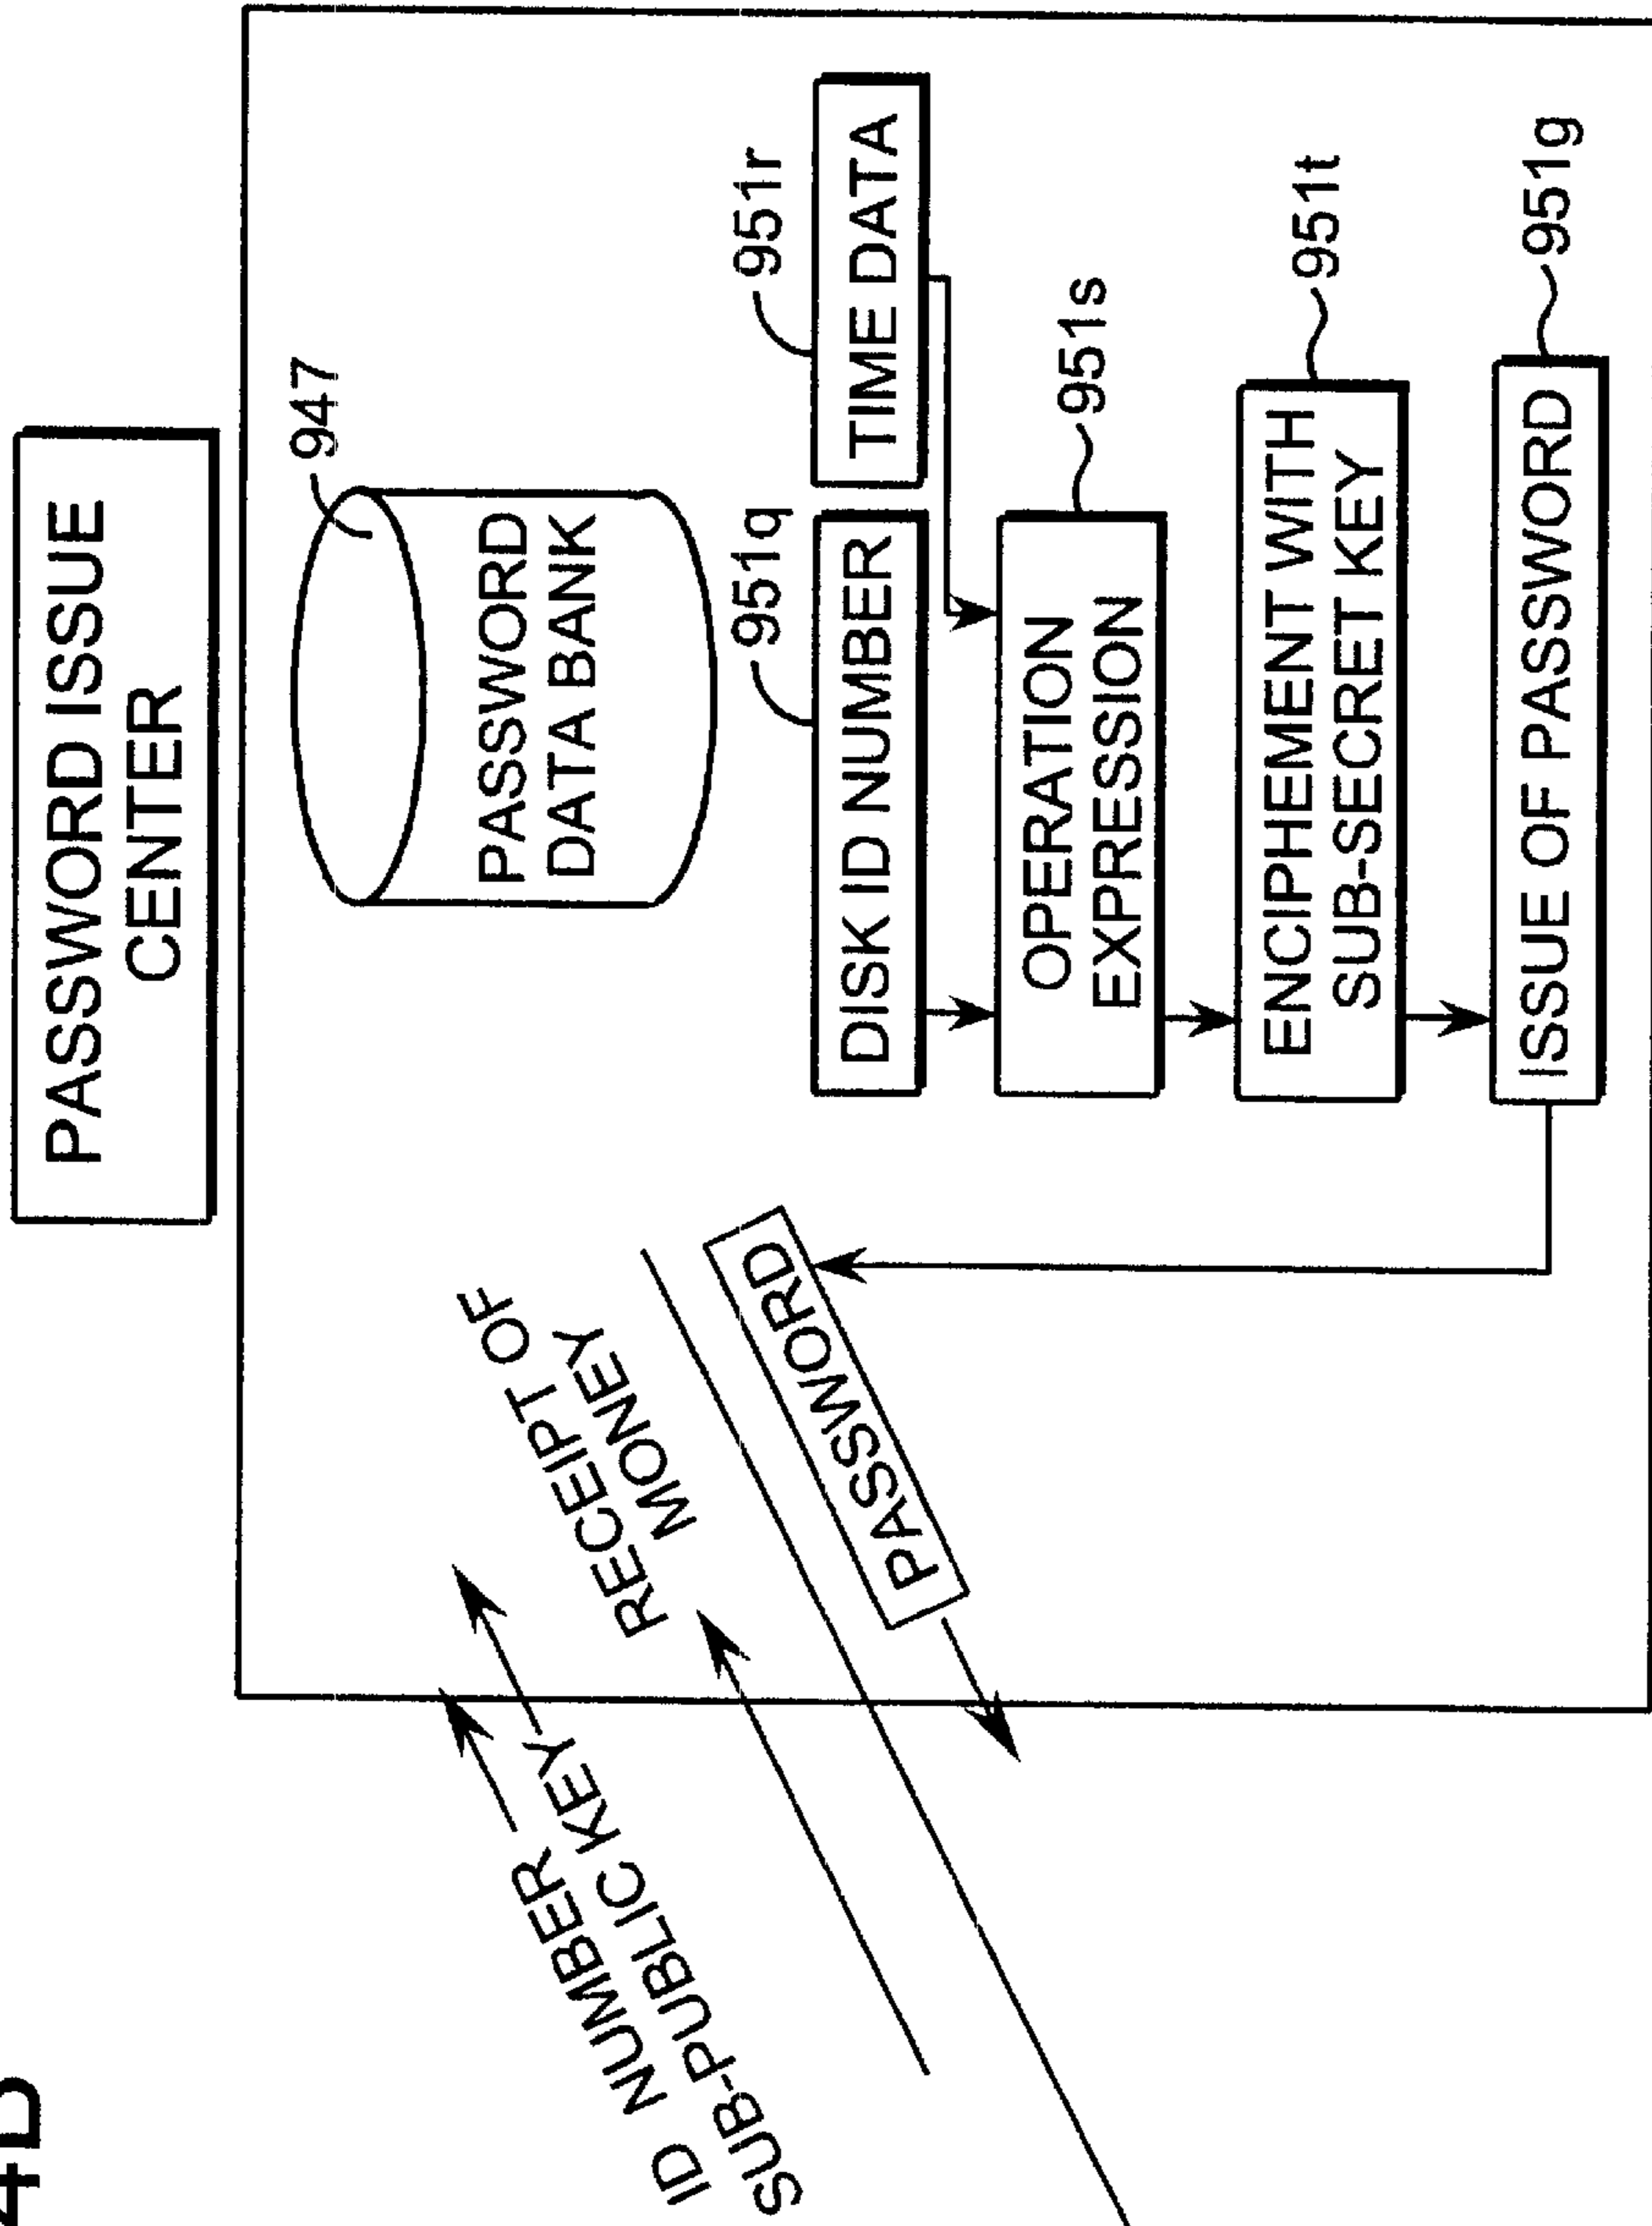 4D
PASSWORD ISSUE
CENTER
947
PASSWORD
DATA BANK
951q
951r
DISK ID NUMBER
TIME DATA
951s
OPERATION
EXPRESSION
951t
ENCIPHEMENT WITH
SUB-SECRET KEY
951g
ISSUE OF PASSWORD
ID NUMBER
SUB-PUBLIC KEY
RECEIPT OF
MONEY
PASSWORD